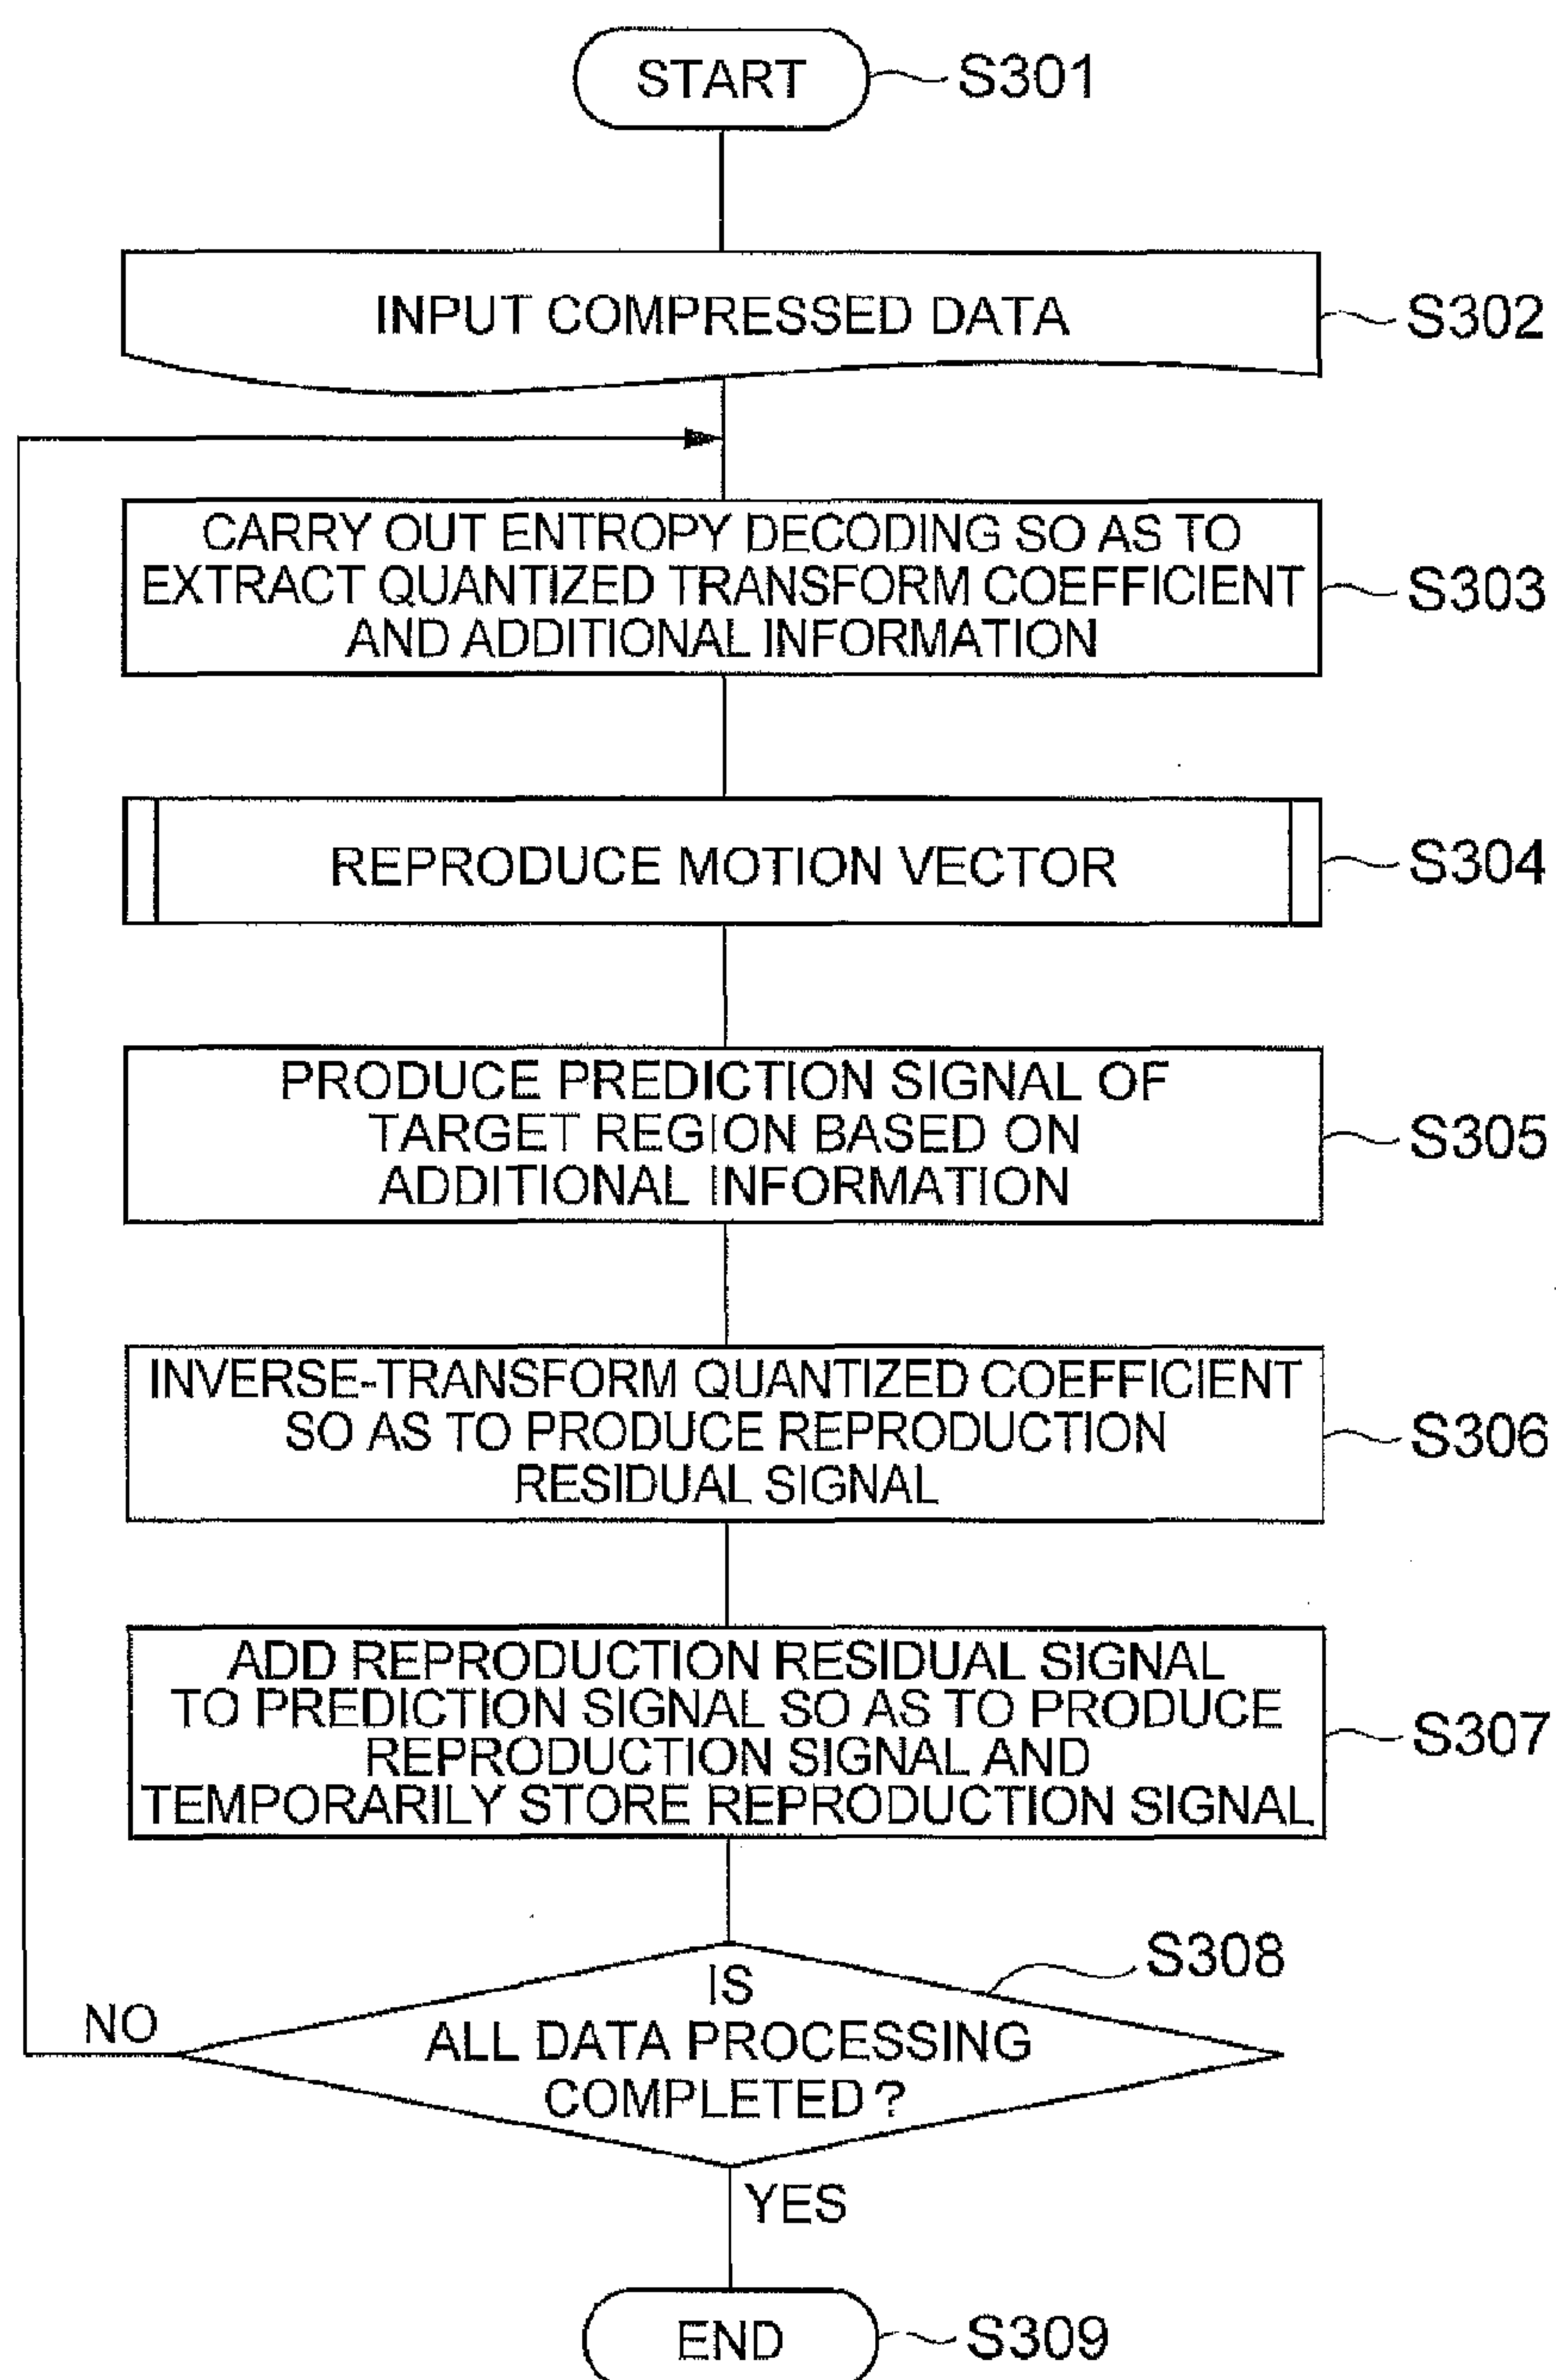 START
S301
INPUT COMPRESSED DATA
S302
CARRY OUT ENTROPY DECODING SO AS TO
EXTRACT QUANTIZED TRANSFORM COEFFICIENT
AND ADDITIONAL INFORMATION
S303
REPRODUCE MOTION VECTOR
S304
PRODUCE PREDICTION SIGNAL OF
TARGET REGION BASED ON
ADDITIONAL INFORMATION
S305
INVERSE-TRANSFORM QUANTIZED COEFFICIENT
SO AS TO PRODUCE REPRODUCTION
RESIDUAL SIGNAL
S306
ADD REPRODUCTION RESIDUAL SIGNAL
TO PREDICTION SIGNAL SO AS TO PRODUCE
REPRODUCTION SIGNAL AND
TEMPORARILY STORE REPRODUCTION SIGNAL
S307
IS
ALL DATA PROCESSING
COMPLETED?
S308
NO
YES
END
S309